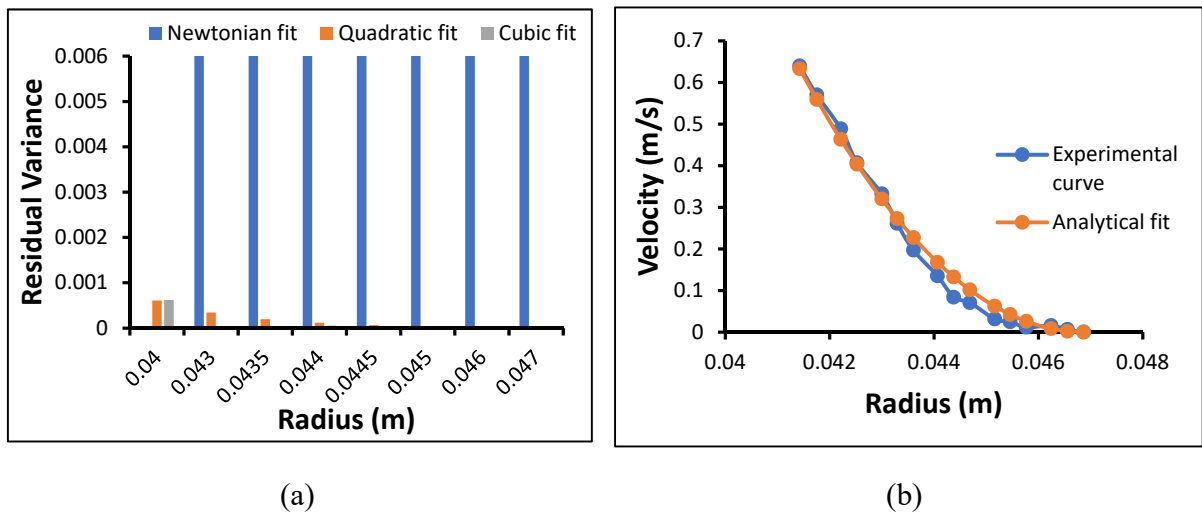 Newtonian fit Quadratic fit Cubic fit
0.006
0.005
0.004
0.003
0.002
0.001
0
Residual Variance
0.04 0.043 0.0435 0.044 0.0445 0.045 0.046 0.047
Radius (m)
(a)
0.7
0.6
0.5
0.4
0.3
0.2
0.1
0
Velocity (m/s)
Experimental
curve
Analytical fit
0.04 0.042 0.044 0.046 0.048
Radius (m)
(b)